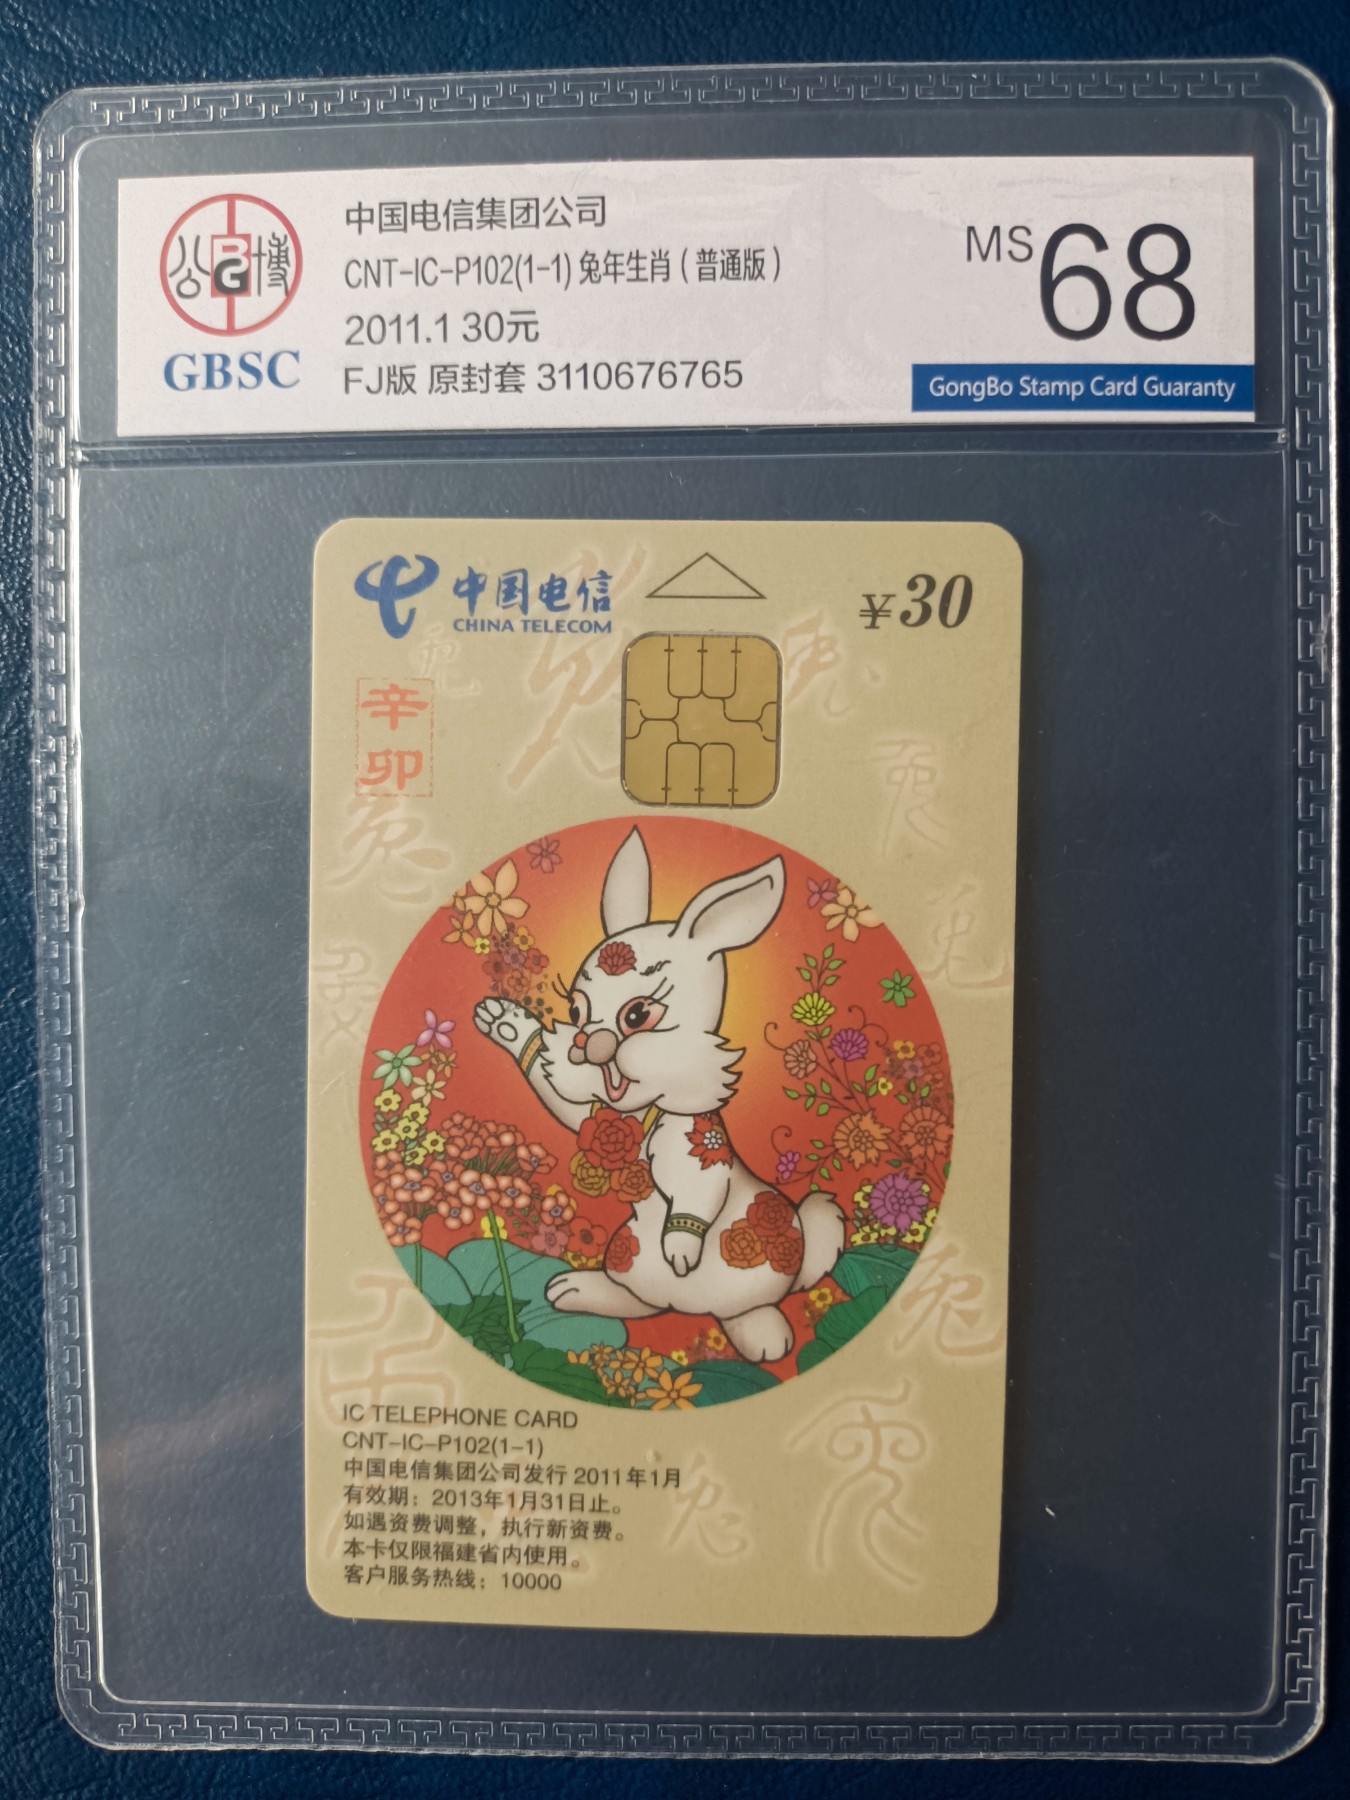 公 BG 博
GBSC
中国电信集团公司
CNT-IC-P102(1-1) 兔年生肖(普通版)
2011.1 30元
FJ版 原封套 3110676765
MS 68
GongBo Stamp Card Guaranty
中国电信
CHINA TELECOM
¥30
辛
卯
IC TELEPHONE CARD
CNT-IC-P102(1-1)
中国电信集团公司发行 2011年1月
有效期：2013年1月31日止。
如遇资费调整，执行新资费。
本卡仅限福建省内使用。
客户服务热线：10000